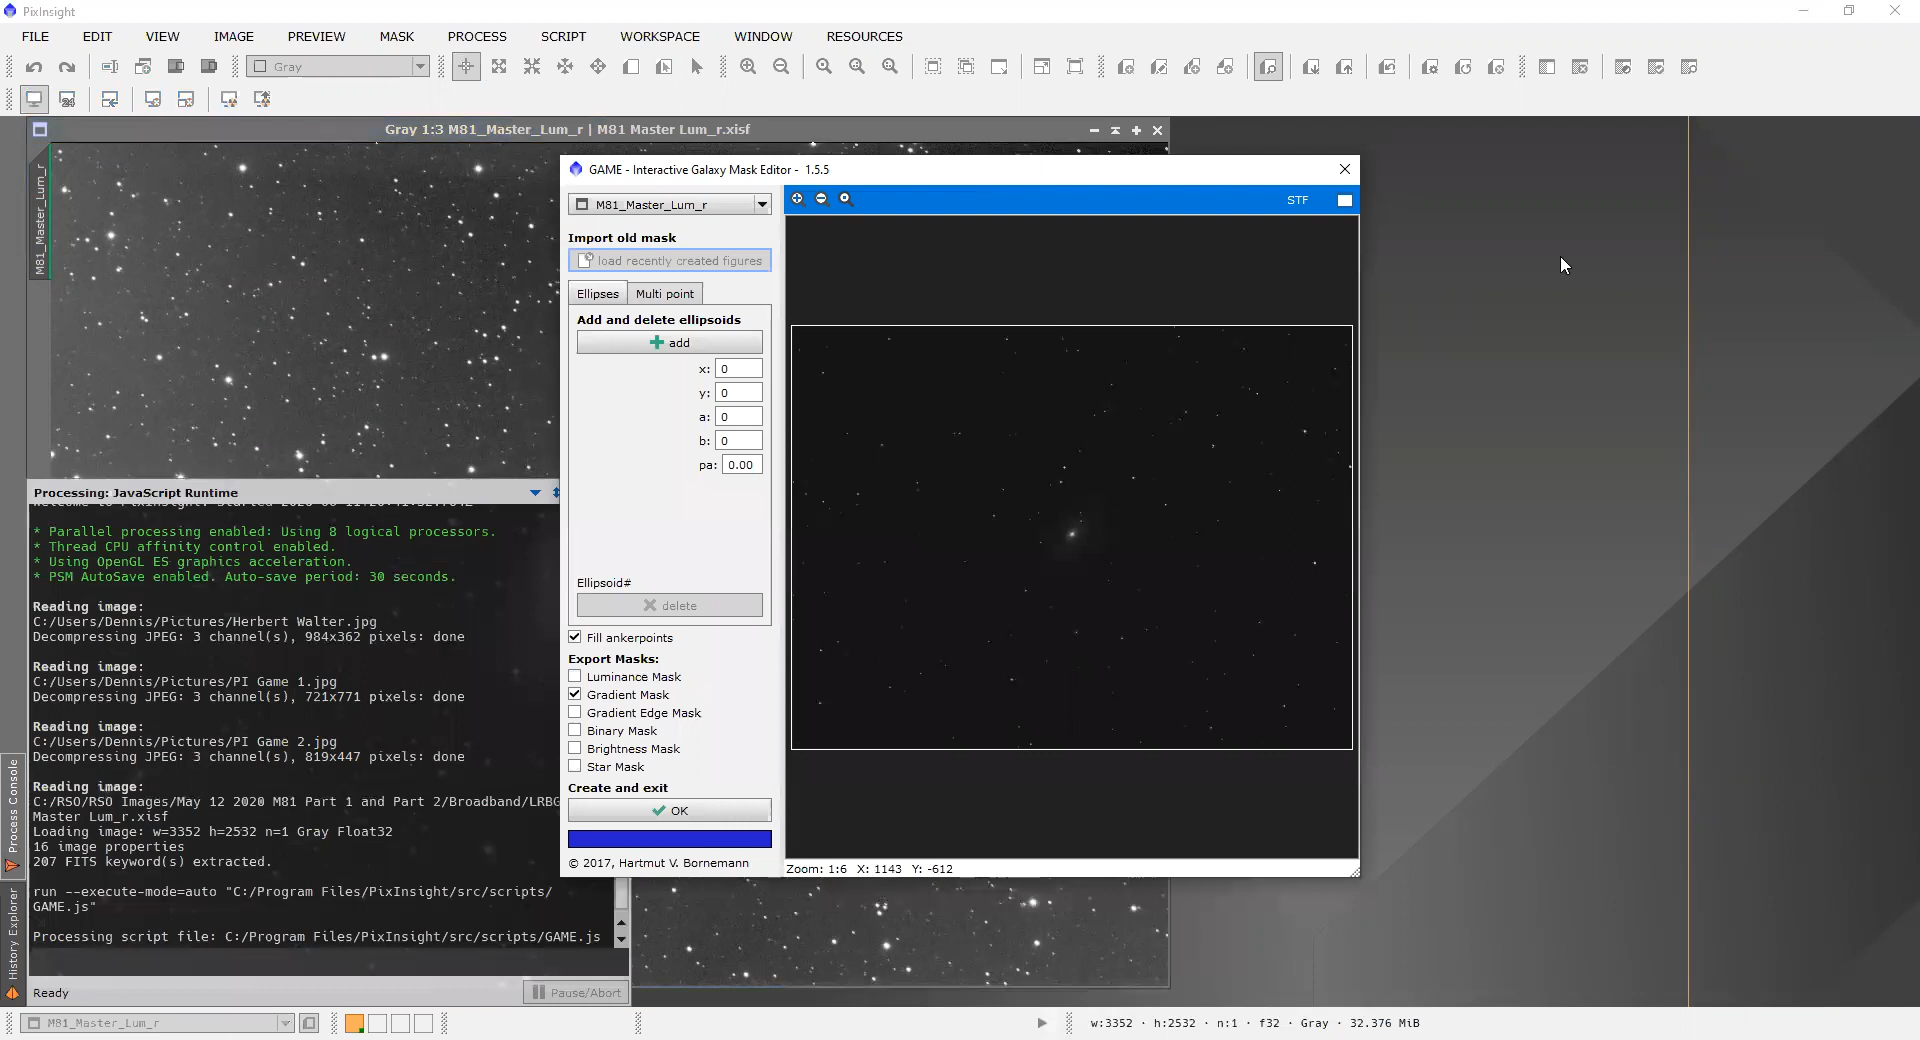 PixInsight
FILE EDIT VIEW IMAGE PREVIEW MASK PROCESS SCRIPT WORKSPACE WINDOW RESOURCES
Gray
24
Gray 1:3 M81_Master_Lum_r | M81 Master Lum_r.xisf
M81_Master_Lum_r
GAME - Interactive Galaxy Mask Editor - 1.5.5
M81_Master_Lum_r
STF
Import old mask
load recently created figures
Ellipses Multi point
Add and delete ellipsoids
add
x: 0
y: 0
a: 0
b: 0
pa: 0.00
Ellipsoid#
delete
Fill ankerpoints
Export Masks:
Luminance Mask
Gradient Mask
Gradient Edge Mask
Binary Mask
Brightness Mask
Star Mask
Create and exit
OK
© 2017, Hartmut V. Bornemann
Zoom: 1:6 X: 1143 Y: -612
Processing: JavaScript Runtime
* Parallel processing enabled: Using 8 logical processors.
* Thread CPU affinity control enabled.
* Using OpenGL ES graphics acceleration.
* PSM AutoSave enabled. Auto-save period: 30 seconds.
Reading image:
C:/Users/Dennis/Pictures/Herbert Walter.jpg
Decompressing JPEG: 3 channel(s), 984x362 pixels: done
Reading image:
C:/Users/Dennis/Pictures/PI Game 1.jpg
Decompressing JPEG: 3 channel(s), 721x771 pixels: done
Reading image:
C:/Users/Dennis/Pictures/PI Game 2.jpg
Decompressing JPEG: 3 channel(s), 819x447 pixels: done
Reading image:
C:/RSO/RSO Images/May 12 2020 M81 Part 1 and Part 2/Broadband/LRBG
Master Lum_r.xisf
Loading image: w=3352 h=2532 n=1 Gray Float32
16 image properties
207 FITS keyword(s) extracted.
run --execute-mode=auto "C:/Program Files/PixInsight/src/scripts/
GAME.js"
Processing script file: C:/Program Files/PixInsight/src/scripts/GAME.js
Ready
Pause/Abort
Process Console
History Explorer
M81_Master_Lum_r
w:3352 · h:2532 · n:1 · f32 · Gray · 32.376 MiB